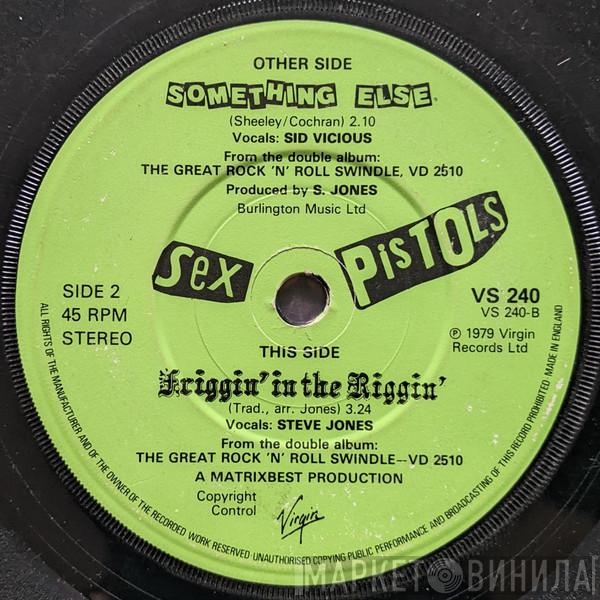 OTHER SIDE
SOMETHING ELSE
(Sheeley/Cochran) 2.10
Vocals: SID VICIOUS
From the double album:
THE GREAT ROCK 'N' ROLL SWINDLE, VD 2510
Produced by S. JONES
Burlington Music Ltd
Sex PiSTOLS
SIDE 2
45 RPM
STEREO
VS 240
VS 240-B
℗ 1979 Virgin
Records Ltd
THIS SIDE
Friggin' in the Riggin'
(Trad., arr. Jones) 3.24
Vocals: STEVE JONES
From the double album:
THE GREAT ROCK 'N' ROLL SWINDLE--VD 2510
A MATRIXBEST PRODUCTION
Copyright
Control
Virgin
ALL RIGHTS OF THE MANUFACTURER AND OF THE OWNER OF THE RECORDED WORK RESERVED·UNAUTHORISED COPYING PUBLIC PERFORMANCE AND BROADCASTING OF THIS RECORD PROHIBITED. MADE IN ENGLAND
МАРКЕТ ВИНИЛА